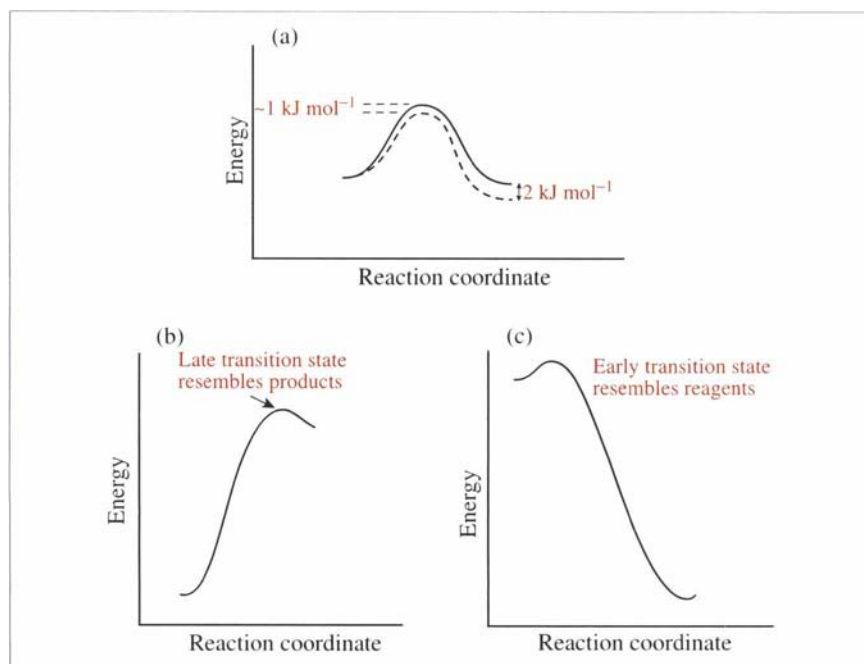 (a)
~1 kJ mol⁻¹
Energy
2 kJ mol⁻¹
Reaction coordinate
(b)
Late transition state
resembles products
Energy
Reaction coordinate
(c)
Early transition state
resembles reagents
Energy
Reaction coordinate